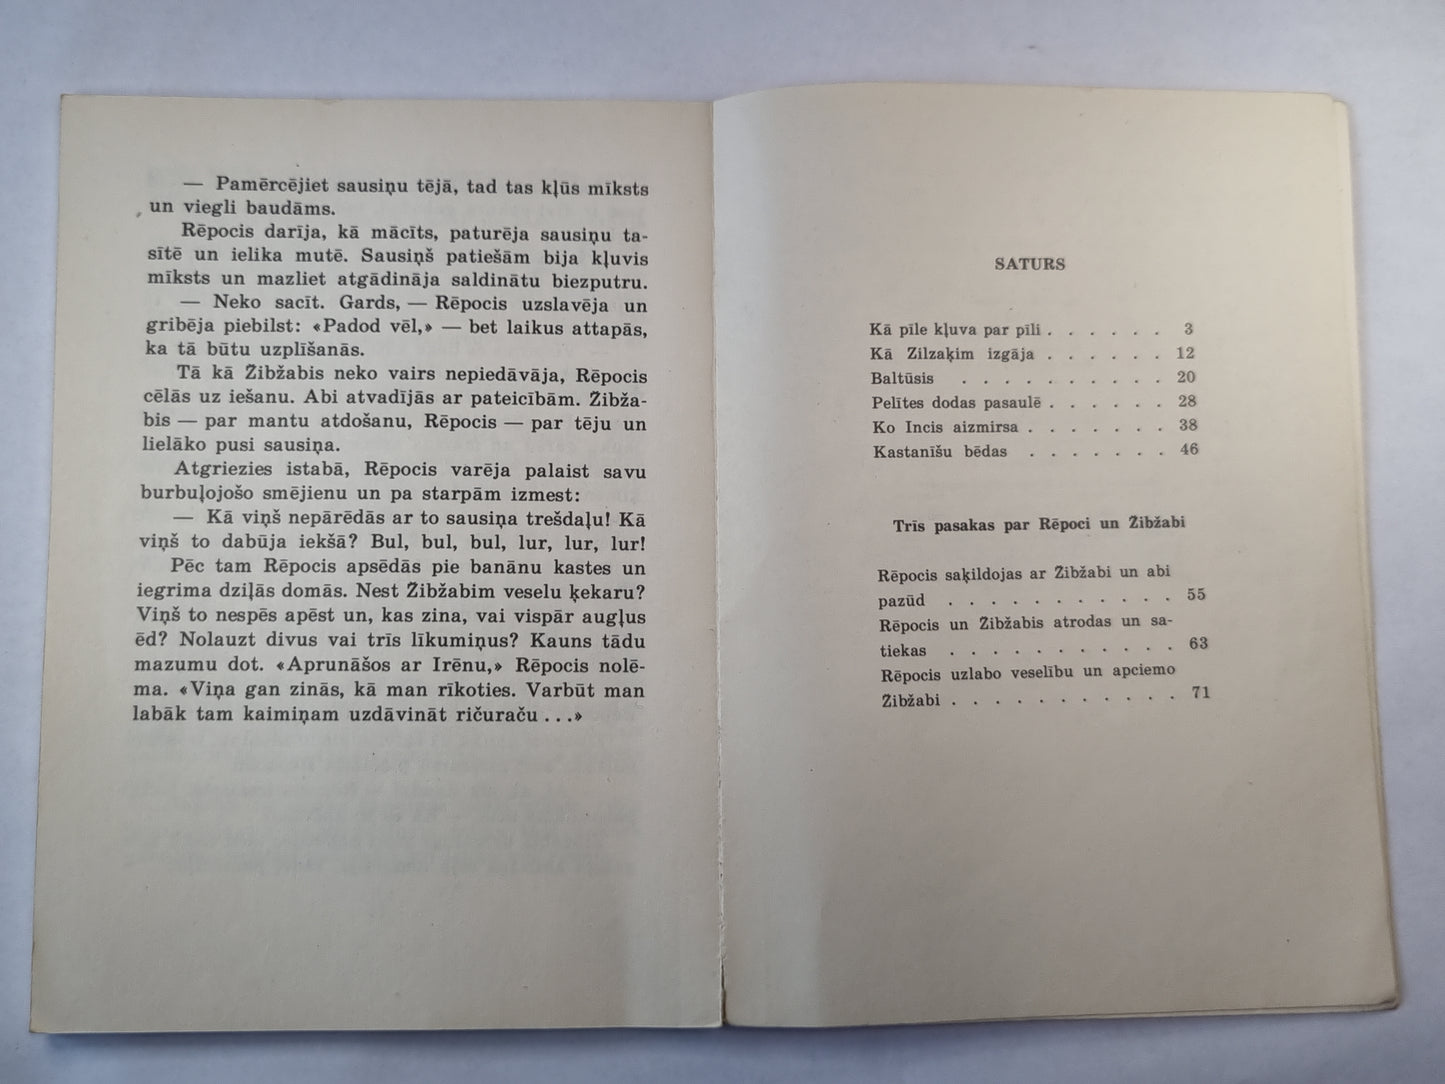 — Pamērcējiet sausiņu tējā, tad tas kļūs mīksts
un viegli baudāms.
Rēpocis darīja, kā mācīts, paturēja sausiņu ta-
sītē un ielika mutē. Sausiņš patiešām bija kļuvis
mīksts un mazliet atgādināja saldinātu biezputru.
— Neko sacīt. Gards, — Rēpocis uzslavēja un
gribēja piebilst: «Padod vēl,» — bet laikus attapās,
ka tā būtu uzplīšanās.
Tā kā Žibžabis neko vairs nepiedāvāja, Rēpocis
cēlās uz iešanu. Abi atvadījās ar pateicībām. Žibža-
bis — par mantu atdošanu, Rēpocis — par tēju un
lielāko pusi sausiņa.
Atgriezies istabā, Rēpocis varēja palaist savu
burbuļojošo smējienu un pa starpām izmest:
— Kā viņš nepārēdās ar to sausiņa trešdaļu! Kā
viņš to dabūja iekšā? Bul, bul, bul, lur, lur, lur!
Pēc tam Rēpocis apsēdās pie banānu kastes un
iegrima dziļās domās. Nest Žibžabim veselu ķekaru?
Viņš to nespēs apēst un, kas zina, vai vispār augļus
ēd? Nolauzt divus vai trīs līkumiņus? Kauns tādu
mazumu dot. «Aprunāšos ar Irēnu,» Rēpocis nolē-
ma. «Viņa gan zinās, kā man rīkoties. Varbūt man
labāk tam kaimiņam uzdāvināt ričuraču . . .»
SATURS
Kā pīle kļuva par pīli . . . . . . 3
Kā Zilzaķim izgāja . . . . . . 12
Baltūsis . . . . . . . . . . 20
Pelītes dodas pasaulē . . . . . . 28
Ko Incis aizmirsa . . . . . . . 38
Kastanīšu bēdas . . . . . . . 46
Trīs pasakas par Rēpoci un Žibžabi
Rēpocis saķildojas ar Žibžabi un abi
pazūd . . . . . . . . . . . 55
Rēpocis un Žibžabis atrodas un sa-
tiekas . . . . . . . . . . . 63
Rēpocis uzlabo veselību un apciemo
Žibžabi . . . . . . . . . . . 71